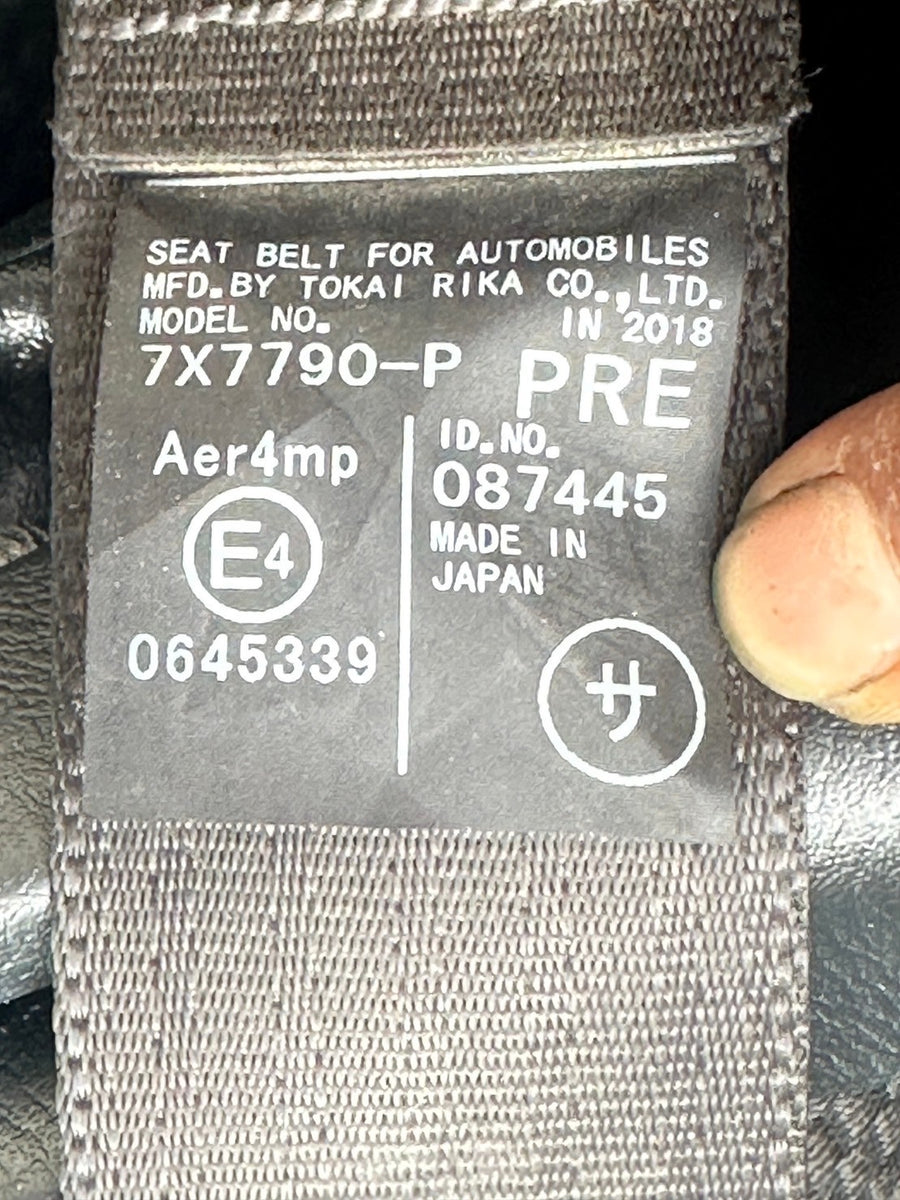 SEAT BELT FOR AUTOMOBILES
MFD. BY TOKAI RIKA CO., LTD.
MODEL NO. IN 2018
7X7790-P PRE
Aer4mp
E4
0645339
ID. NO.
087445
MADE IN
JAPAN
サ